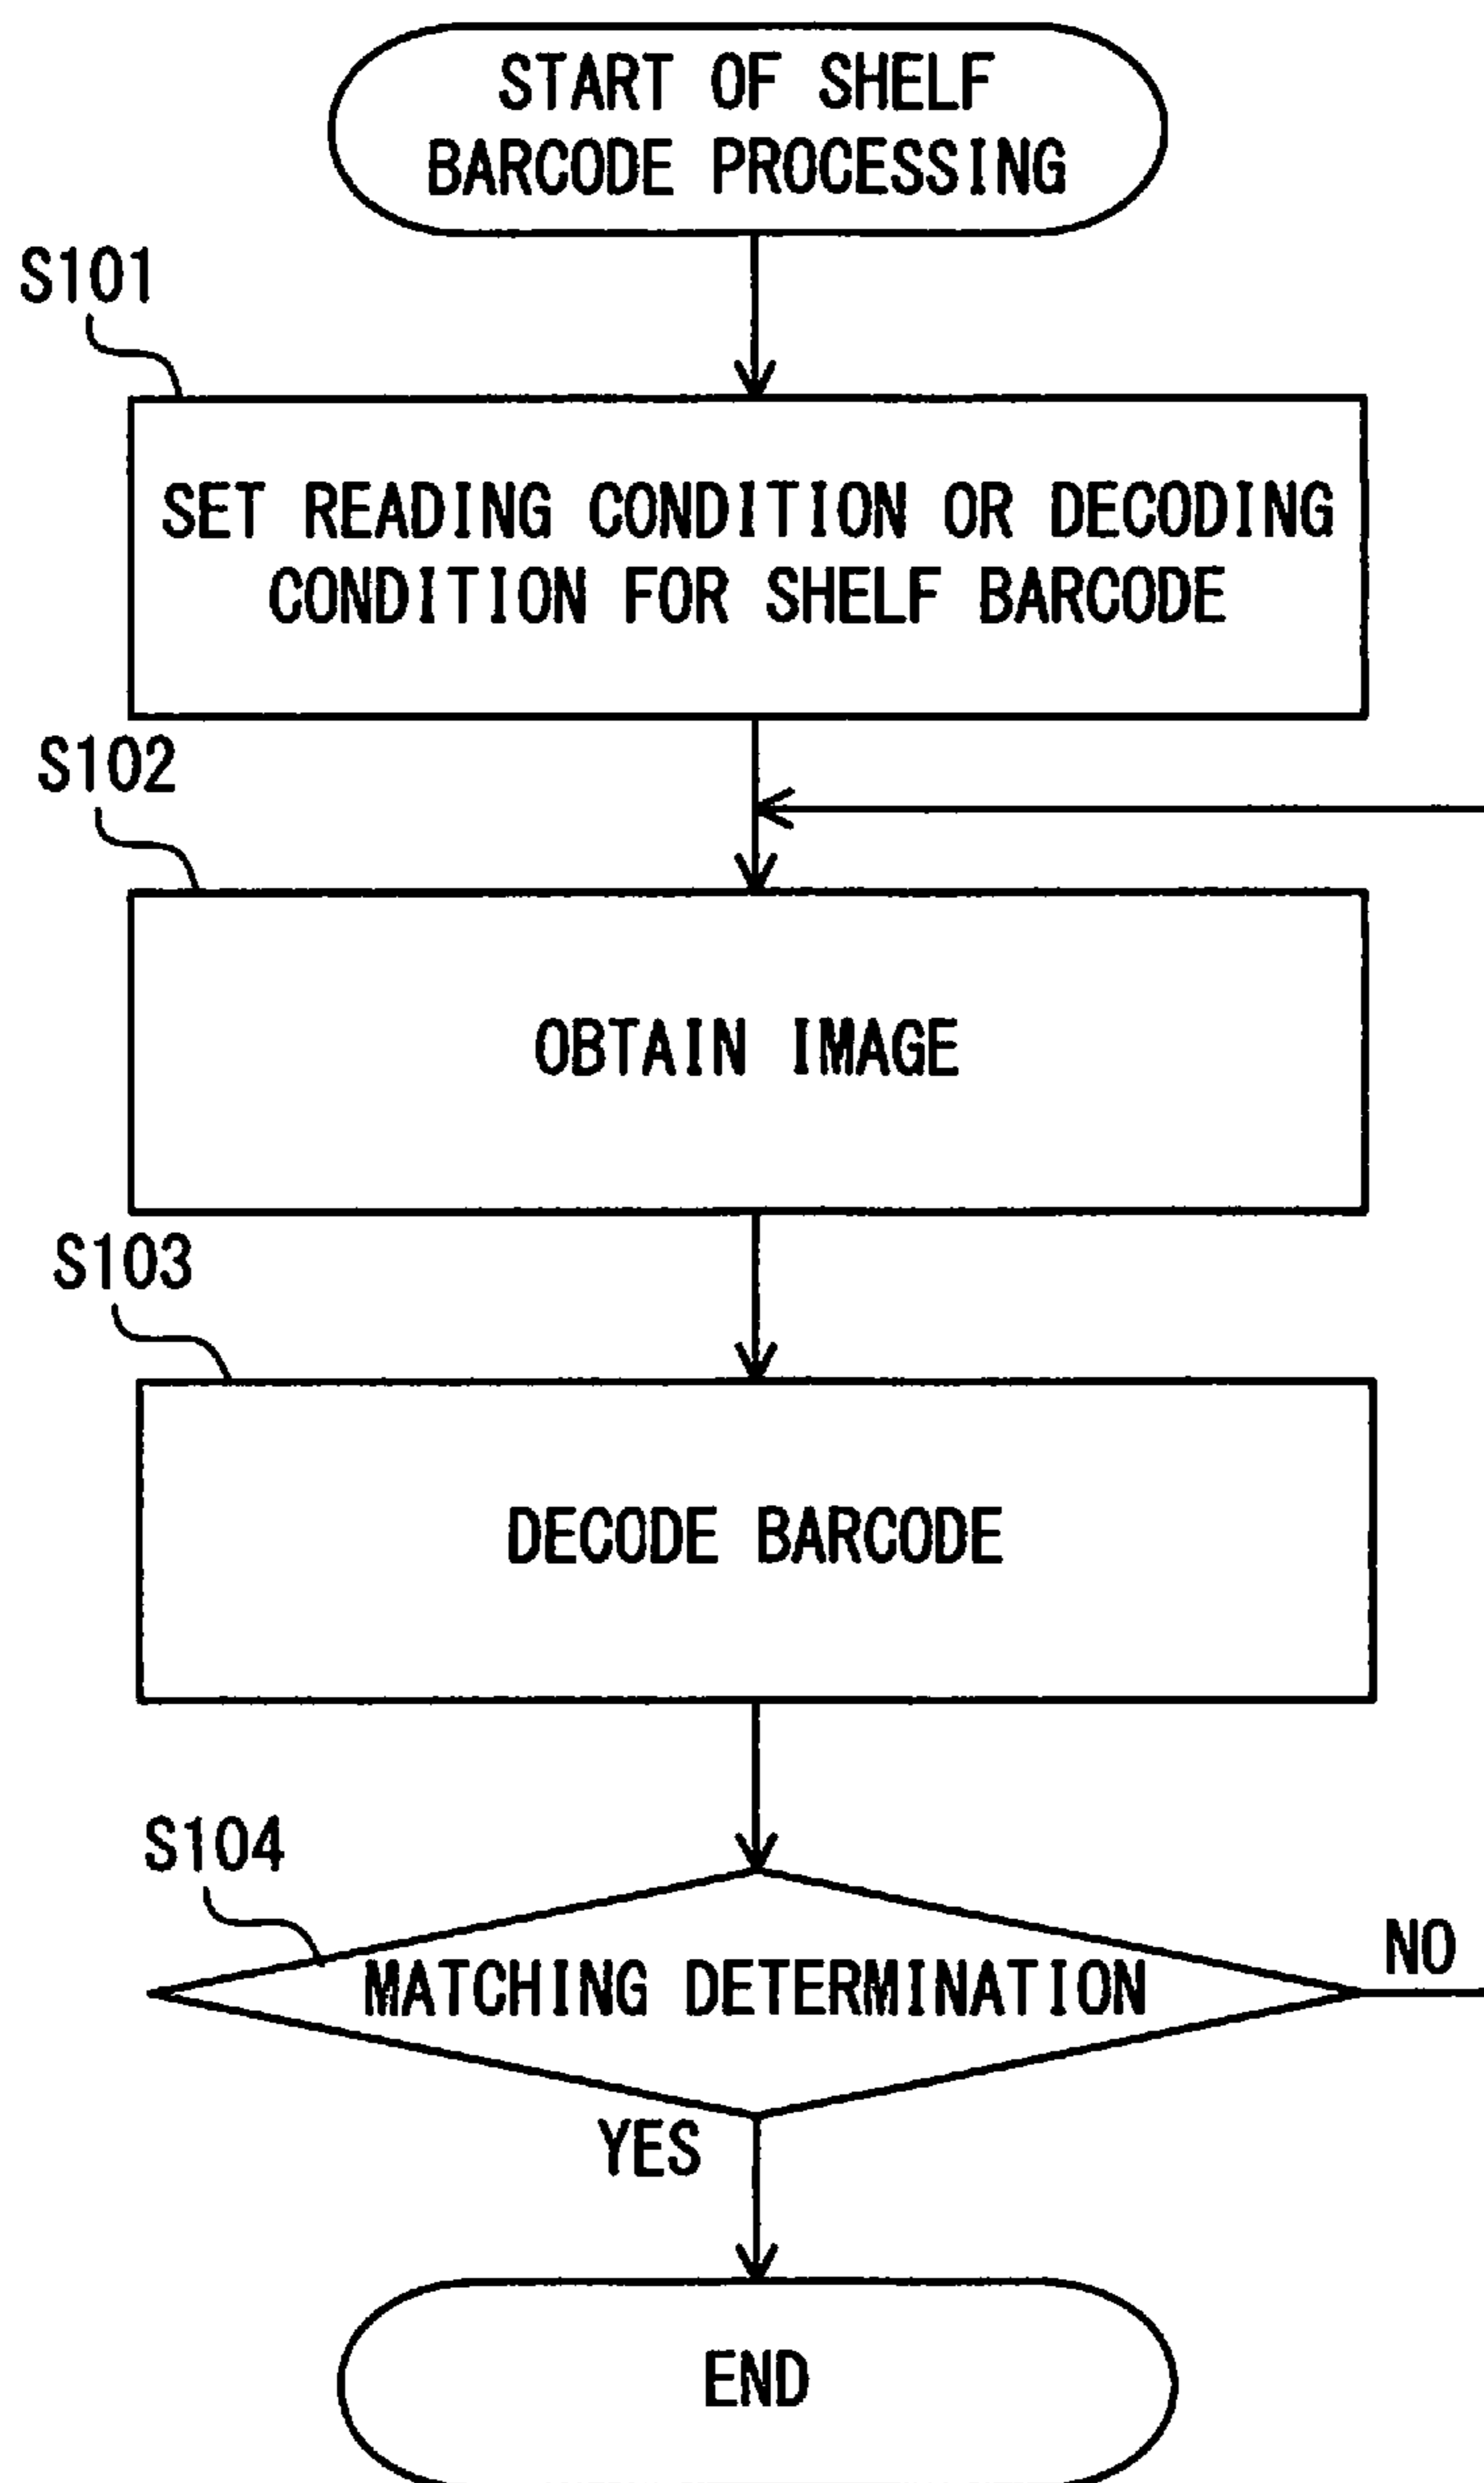 START OF SHELF
BARCODE PROCESSING
S101
SET READING CONDITION OR DECODING
CONDITION FOR SHELF BARCODE
S102
OBTAIN IMAGE
S103
DECODE BARCODE
S104
MATCHING DETERMINATION
NO
YES
END